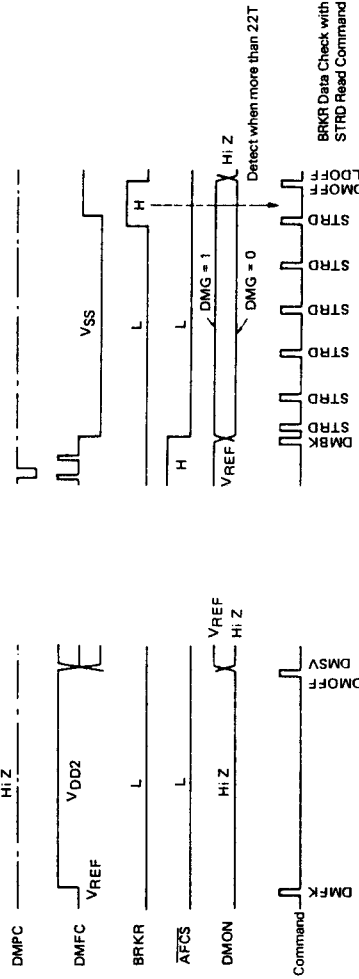 DMPC
Hi Z
DMFC
VREF
VDD2
VSS
BRKR
L
L
H
AFCS
L
H
L
DMON
Hi Z
VREF
Hi Z
VREF
DMG = 1
DMG = 0
Hi Z
Detect when more than 22T
Command
DMFK
DMOFF
DMSV
DMBK
STRD
STRD
STRD
STRD
STRD
STRD
DMOFF
LDOFF
BRKR Data Check with
STRD Read Command